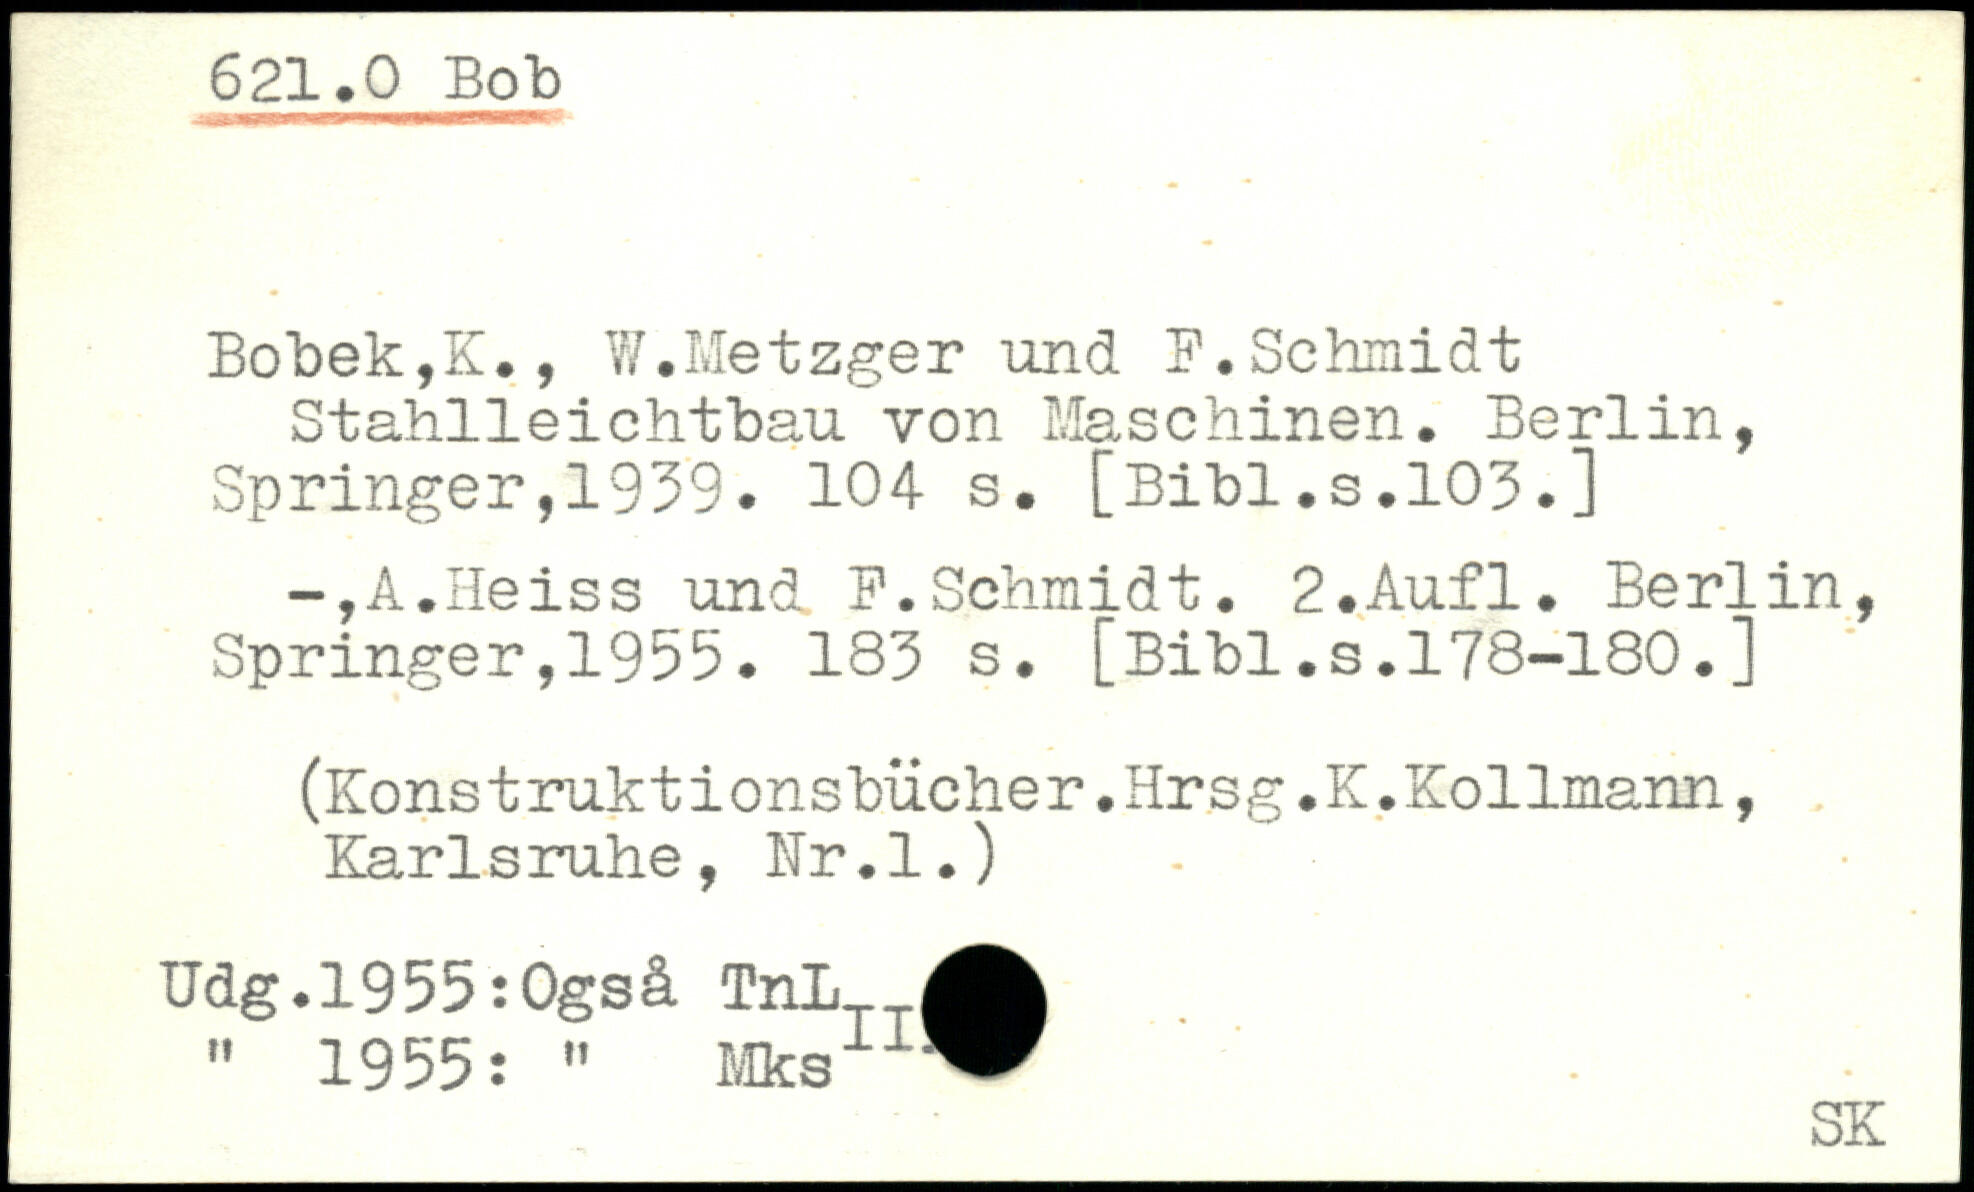 621.0 Bob
Bobek,K., W.Metzger und F.Schmidt
Stahlleichtbau von Maschinen. Berlin,
Springer,1939. 104 s. [Bibl.s.103.]
-,A.Heiss und F.Schmidt. 2.Aufl. Berlin,
Springer,1955. 183 s. [Bibl.s.178-180.]
(Konstruktionsbücher.Hrsg.K.Kollmann,
Karlsruhe, Nr.1.)
Udg.1955:Også TnL II.
" 1955: " Mks
SK